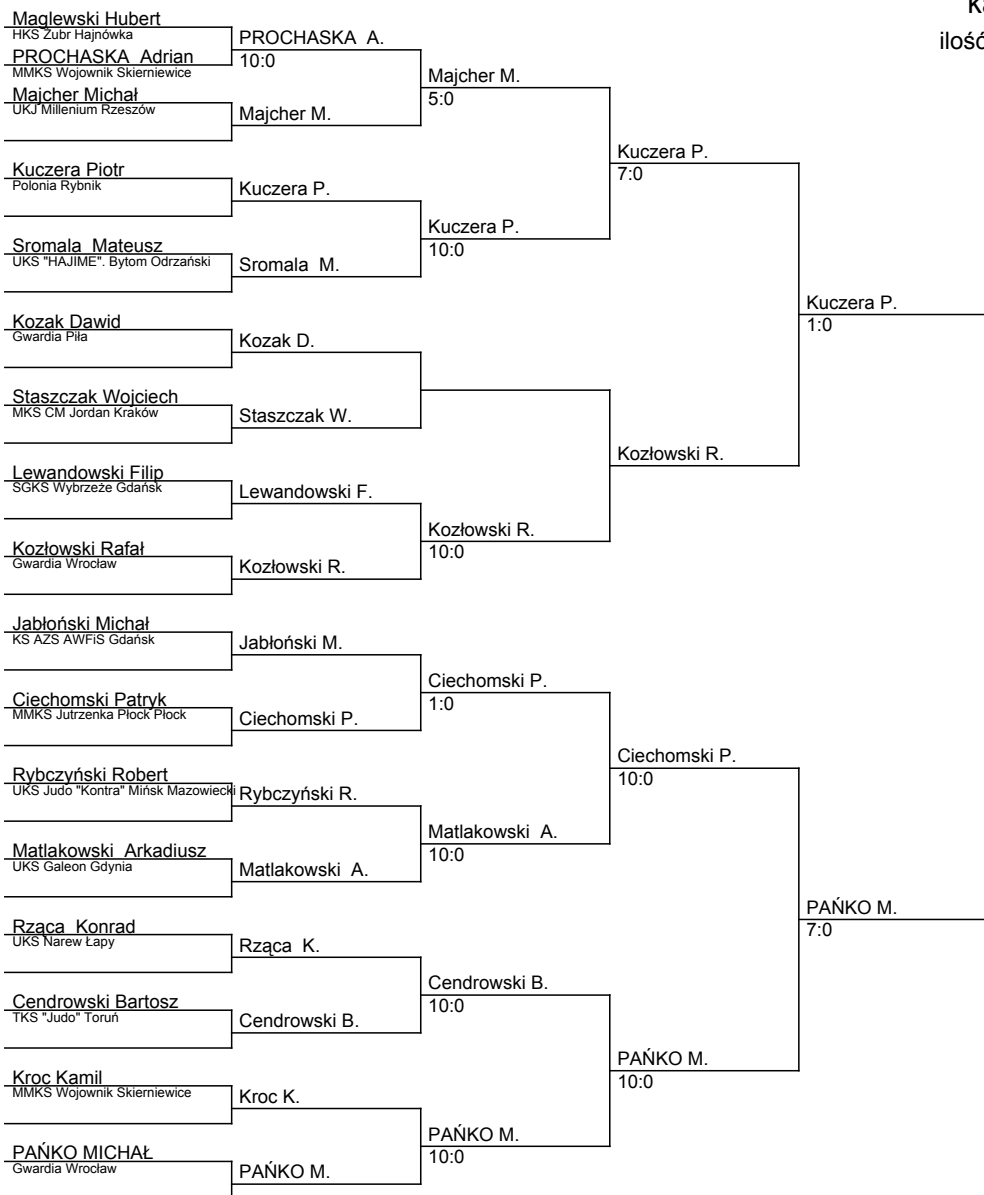 Maglewski Hubert
HKS Żubr Hajnówka
PROCHASKA Adrian
MMKS Wojownik Skierniewice
Majcher Michał
UKJ Millenium Rzeszów
Kuczera Piotr
Polonia Rybnik
Sromala Mateusz
UKS "HAJIME". Bytom Odrzański
Kozak Dawid
Gwardia Piła
Staszczak Wojciech
MKS CM Jordan Kraków
Lewandowski Filip
SGKS Wybrzeże Gdańsk
Kozłowski Rafał
Gwardia Wrocław
Jabłoński Michał
KS AZS AWFiS Gdańsk
Ciechomski Patryk
MMKS Jutrzenka Płock Płock
Rybczyński Robert
UKS Judo "Kontra" Mińsk Mazowiecki
Matlakowski Arkadiusz
UKS Galeon Gdynia
Rząca Konrad
UKS Narew Łapy
Cendrowski Bartosz
TKS "Judo" Toruń
Kroc Kamil
MMKS Wojownik Skierniewice
PAŃKO MICHAŁ
Gwardia Wrocław
PROCHASKA A.
10:0
Majcher M.
Kuczera P.
Sromala M.
Kozak D.
Staszczak W.
Lewandowski F.
Kozłowski R.
Jabłoński M.
Ciechomski P.
Rybczyński R.
Matlakowski A.
Rząca K.
Cendrowski B.
Kroc K.
PAŃKO M.
Majcher M.
5:0
Kuczera P.
10:0
Kozłowski R.
10:0
Ciechomski P.
1:0
Matlakowski A.
10:0
Cendrowski B.
10:0
PAŃKO M.
10:0
Kuczera P.
7:0
Kozłowski R.
Ciechomski P.
10:0
PAŃKO M.
10:0
Kuczera P.
1:0
PAŃKO M.
7:0
ilość